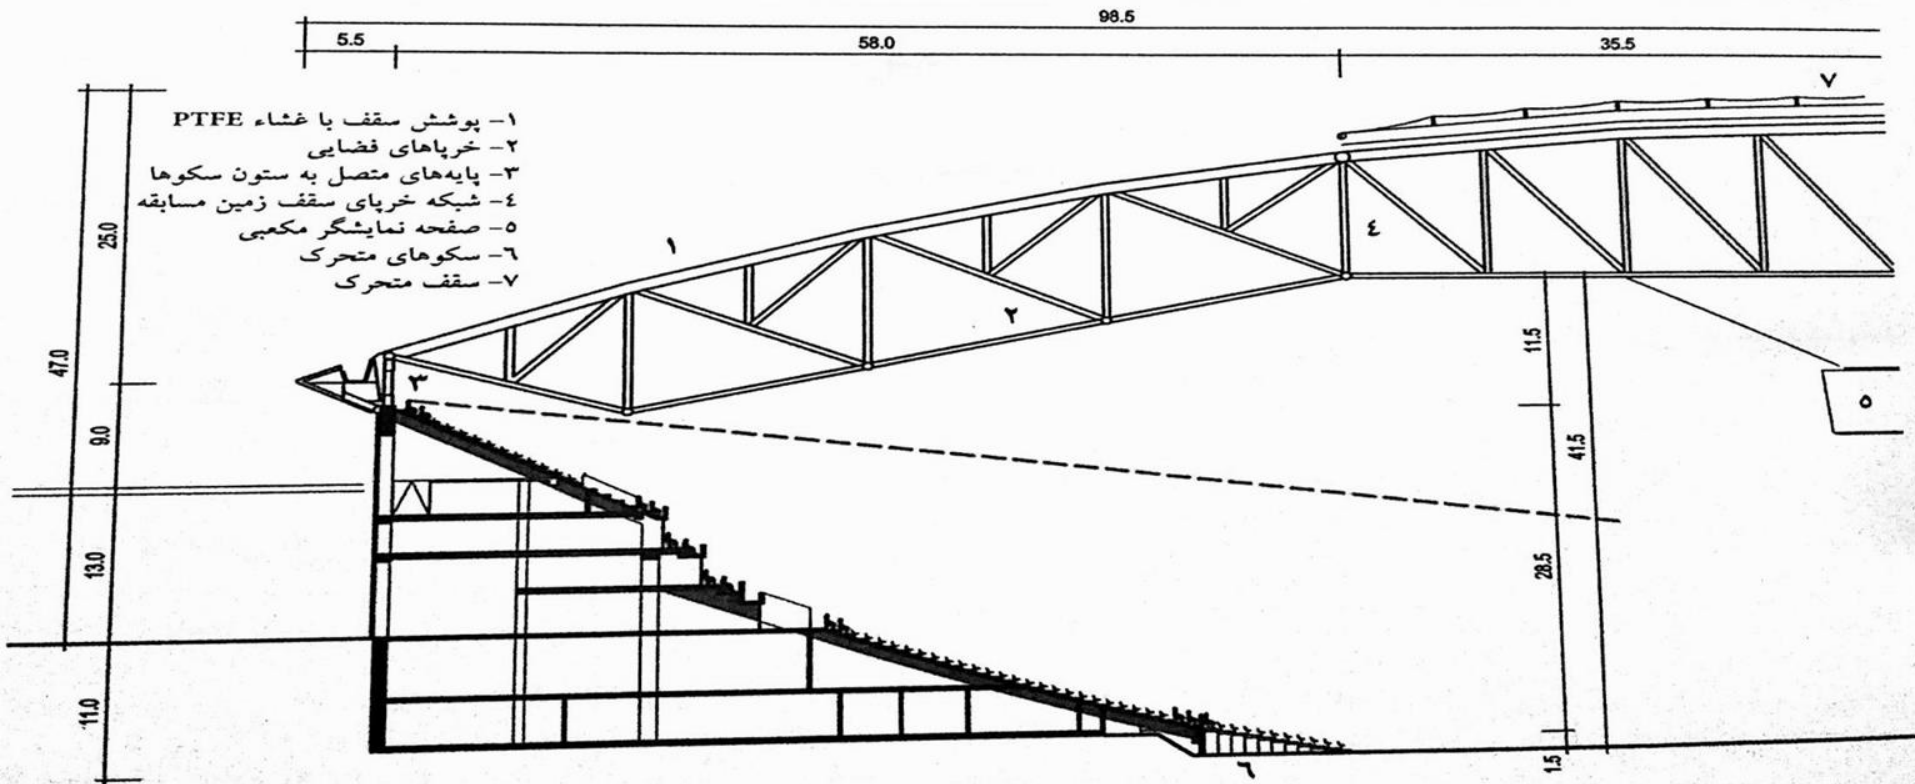 98.5
5.5 58.0 35.5
۷
۱- پوشش سقف با غشاء PTFE
۲- خرپاهای فضایی
۳- پایه‌های متصل به ستون سکوها
٤- شبکه خرپای سقف زمین مسابقه
٥- صفحه نمایشگر مکعبی
٦- سکوهای متحرک
۷- سقف متحرک
25.0
47.0
9.0
13.0
11.0
۱
۲
۳
٤
٥
٦
11.5
41.5
28.5
1.5